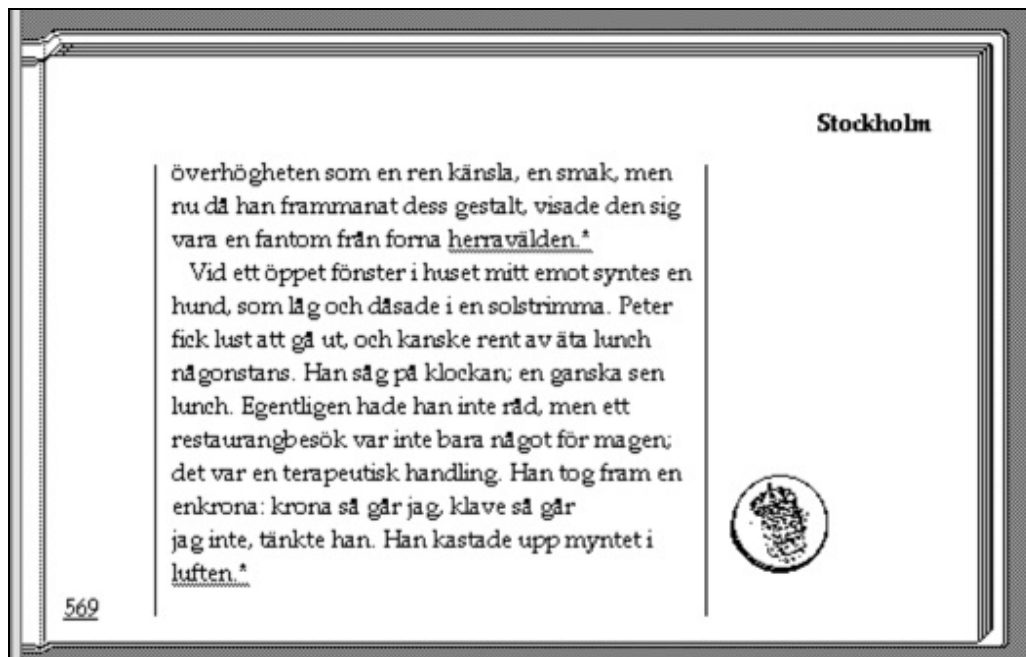 Stockholm
överhögheten som en ren känsla, en smak, men
nu då han frammanat dess gestalt, visade den sig
vara en fantom från forna herravälden.*
Vid ett öppet fönster i huset mitt emot syntes en
hund, som låg och dåsade i en solstrimma. Peter
fick lust att gå ut, och kanske rent av äta lunch
någonstans. Han såg på klockan; en ganska sen
lunch. Egentligen hade han inte råd, men ett
restaurangbesök var inte bara något för magen;
det var en terapeutisk handling. Han tog fram en
enkrona: krona så går jag, klave så går
jag inte, tänkte han. Han kastade upp myntet i
luften.*
569